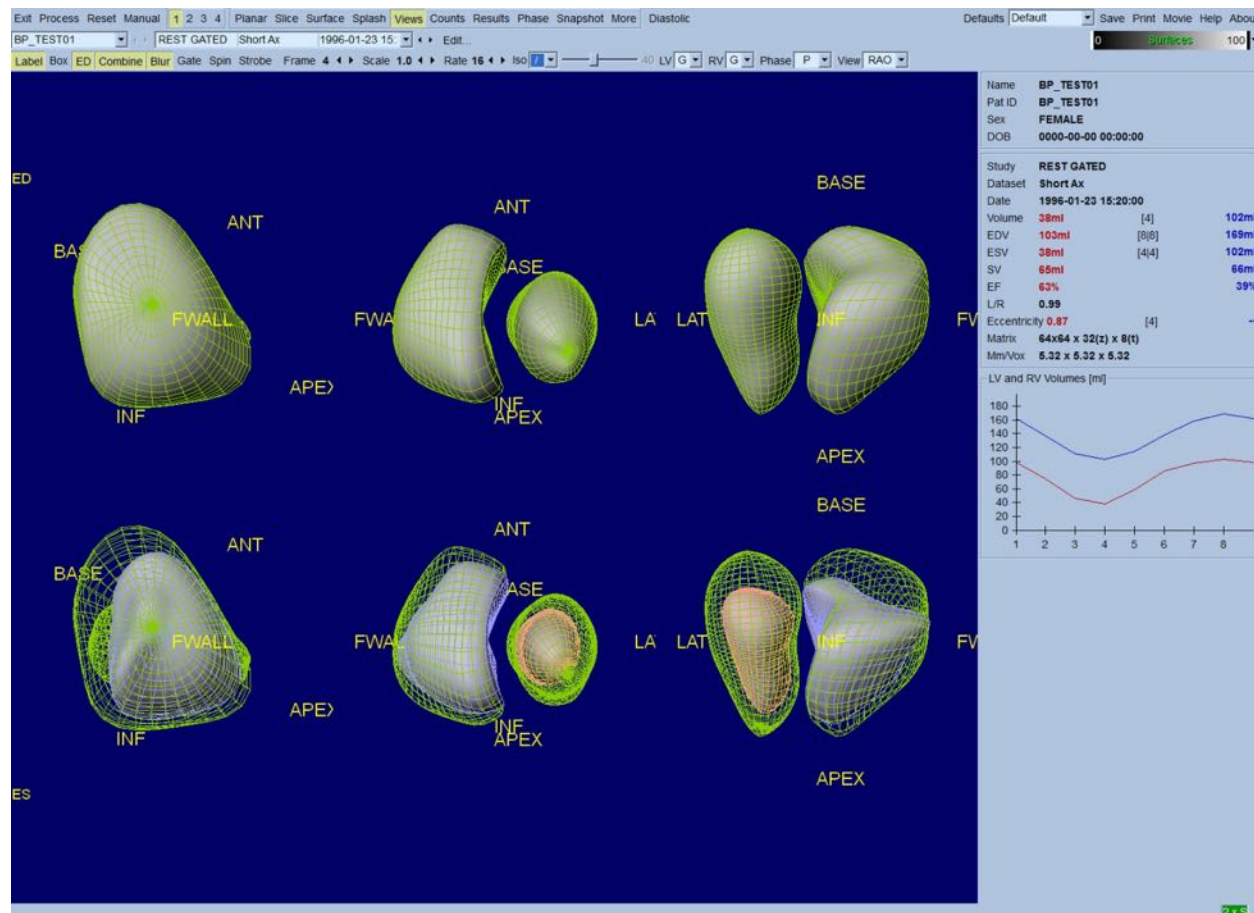 Exit Process Reset Manual 1 2 3 4 Planar Slice Surface Splash Views Counts Results Phase Snapshot More Diastolic Defaults Default Save Print Movie Help Abou
BP_TEST01 REST GATED Short Ax 1996-01-23 15: Edit... 0 Surfaces 100
Label Box ED Combine Blur Gate Spin Strobe Frame 4 Scale 1.0 Rate 16 Iso / 40 LV G RV G Phase P View RAO
Name BP_TEST01
Pat ID BP_TEST01
Sex FEMALE
DOB 0000-00-00 00:00:00
Study REST GATED
Dataset Short Ax
Date 1996-01-23 15:20:00
Volume 38ml [4] 102ml
EDV 103ml [8|8] 169ml
ESV 38ml [4|4] 102ml
SV 65ml 66ml
EF 63% 39%
L/R 0.99
Eccentricity 0.87 [4] --
Matrix 64x64 x 32(z) x 8(t)
Mm/Vox 5.32 x 5.32 x 5.32
LV and RV Volumes [ml]
180
160
140
120
100
80
60
40
20
0
1 2 3 4 5 6 7 8
ED
ANT
BASE
FWALL
APEX
INF
ANT
BASE
FWA
LA
INF
APEX
BASE
LAT
INF
FW
APEX
ANT
BASE
FWALL
APEX
INF
ANT
BASE
FWAL
LA
INF
APEX
BASE
LAT
INF
FW
APEX
ES